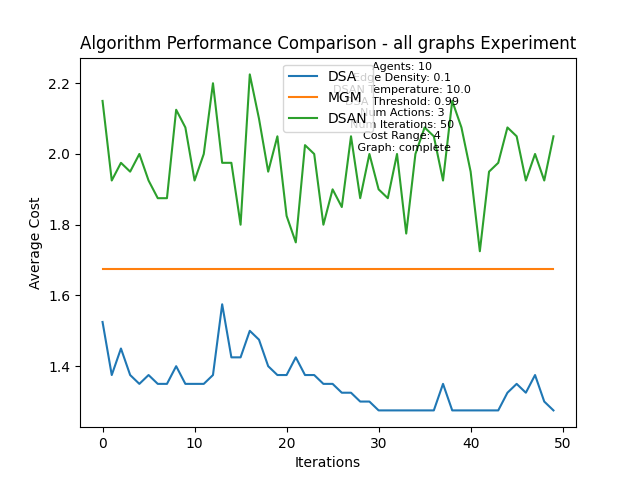 Algorithm Performance Comparison - all graphs Experiment
DSA
MGM
DSAN
Agents: 10
Edge Density: 0.1
DSAN Temperature: 10.0
DSA Threshold: 0.99
Num Actions: 3
Num Iterations: 50
Cost Range: 4
Graph: complete
2.2
2.0
1.8
1.6
1.4
Average Cost
0 10 20 30 40 50
Iterations